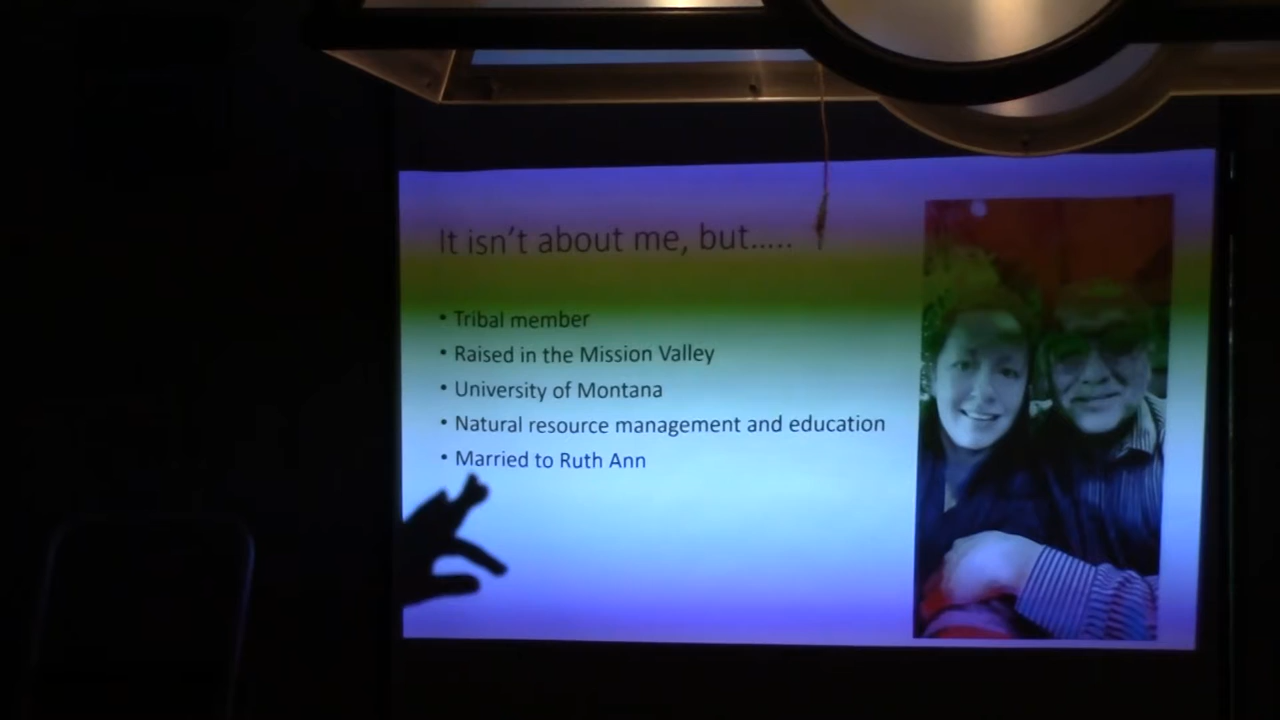 It isn't about me, but.....
• Tribal member
• Raised in the Mission Valley
• University of Montana
• Natural resource management and education
• Married to Ruth Ann